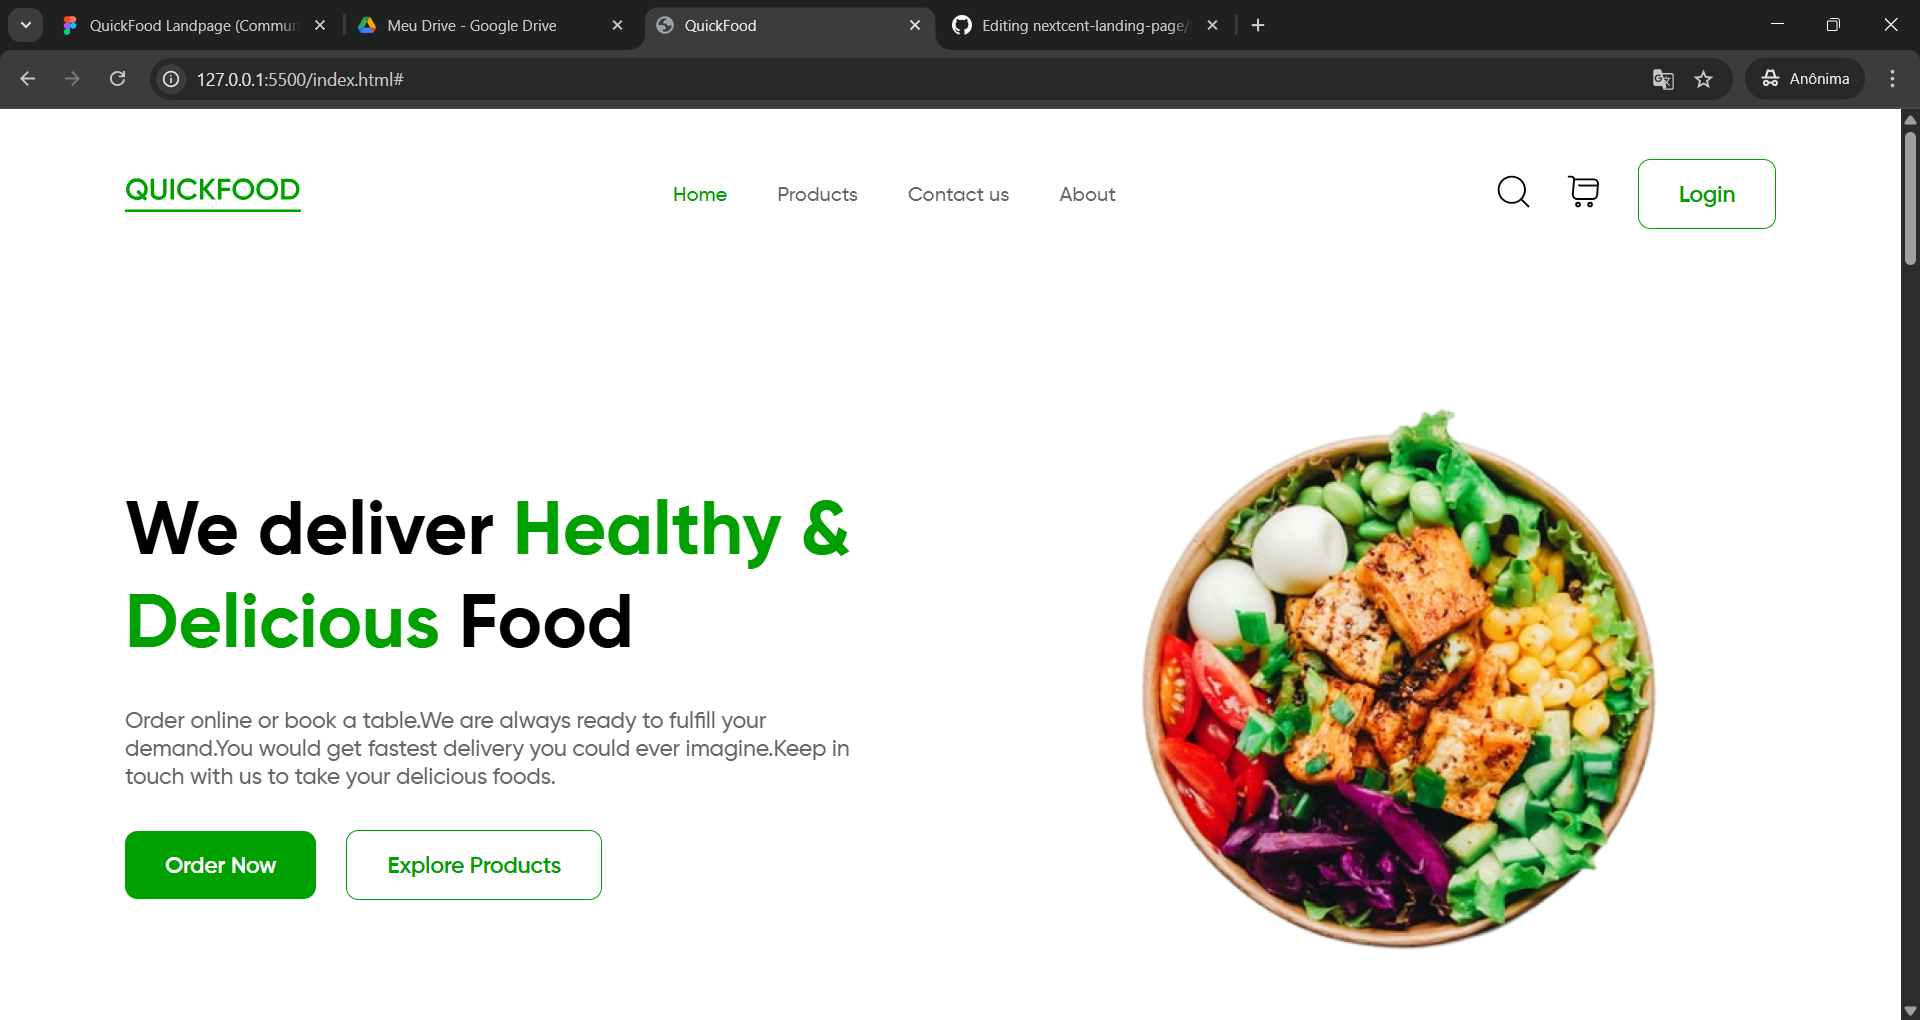 QuickFood Landpage (Commun
Meu Drive - Google Drive
QuickFood
Editing nextcent-landing-page/
127.0.0.1:5500/index.html#
Anônima
QUICKFOOD
Home
Products
Contact us
About
Login
We deliver Healthy &
Delicious Food
Order online or book a table.We are always ready to fulfill your
demand.You would get fastest delivery you could ever imagine.Keep in
touch with us to take your delicious foods.
Order Now
Explore Products